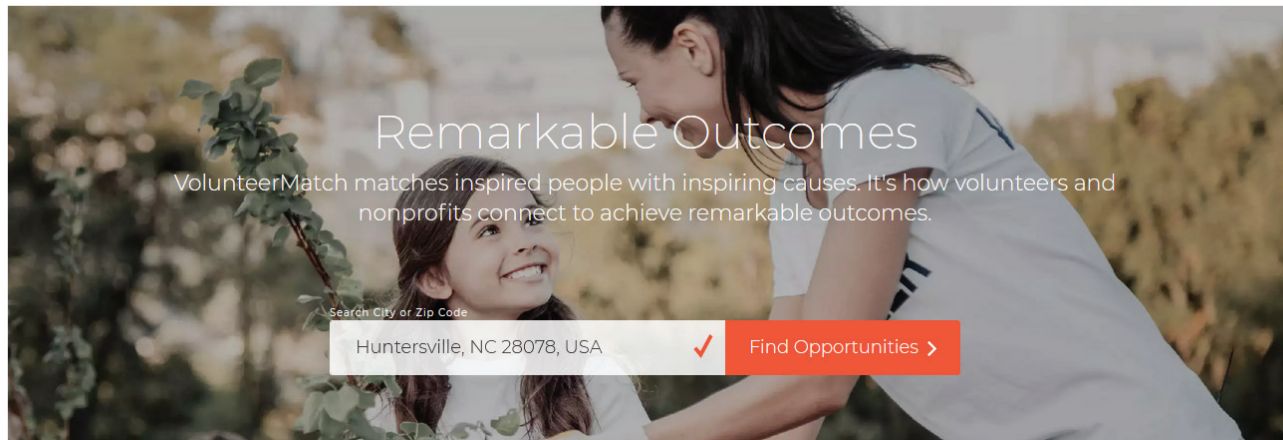 Remarkable Outcomes
VolunteerMatch matches inspired people with inspiring causes. It's how volunteers and
nonprofits connect to achieve remarkable outcomes.
Search City or Zip Code
Huntersville, NC 28078, USA
Find Opportunities